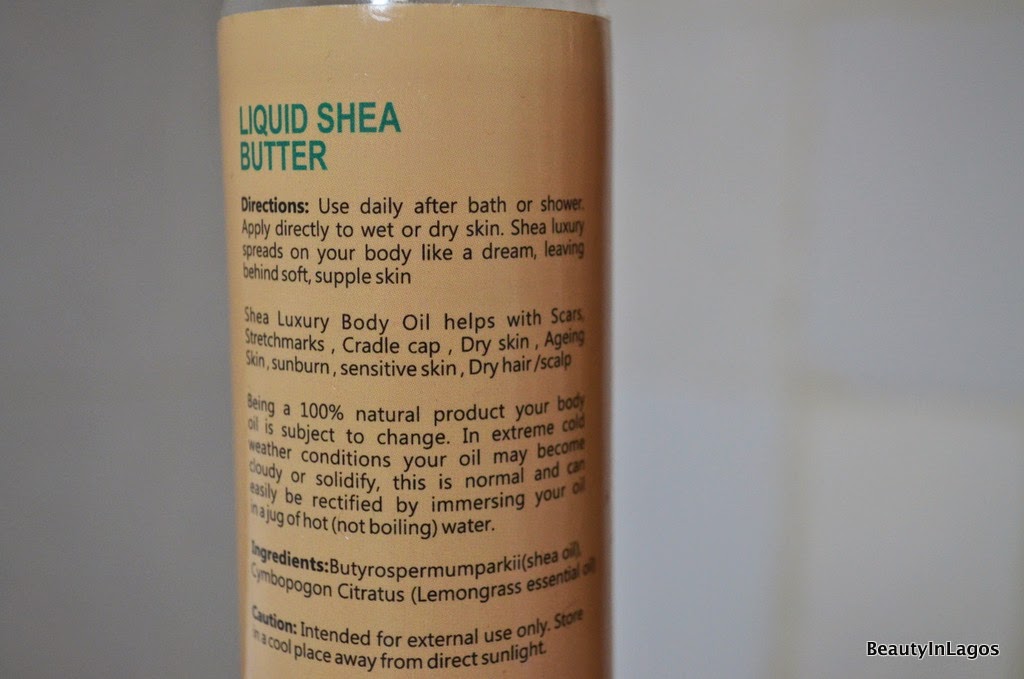 LIQUID SHEA
BUTTER
Directions: Use daily after bath or shower.
Apply directly to wet or dry skin. Shea luxury
spreads on your body like a dream, leaving
behind soft, supple skin
Shea Luxury Body Oil helps with Scars,
Stretchmarks , Cradle cap , Dry skin , Ageing
Skin , sunburn , sensitive skin , Dry hair /scalp
Being a 100% natural product your body
oil is subject to change. In extreme cold
weather conditions your oil may become
cloudy or solidify, this is normal and can
easily be rectified by immersing your oil
in a jug of hot (not boiling) water.
Ingredients:Butyrospermumparkii(shea oil),
Cymbopogon Citratus (Lemongrass essential oil)
Caution: Intended for external use only. Store
in a cool place away from direct sunlight.
BeautyInLagos